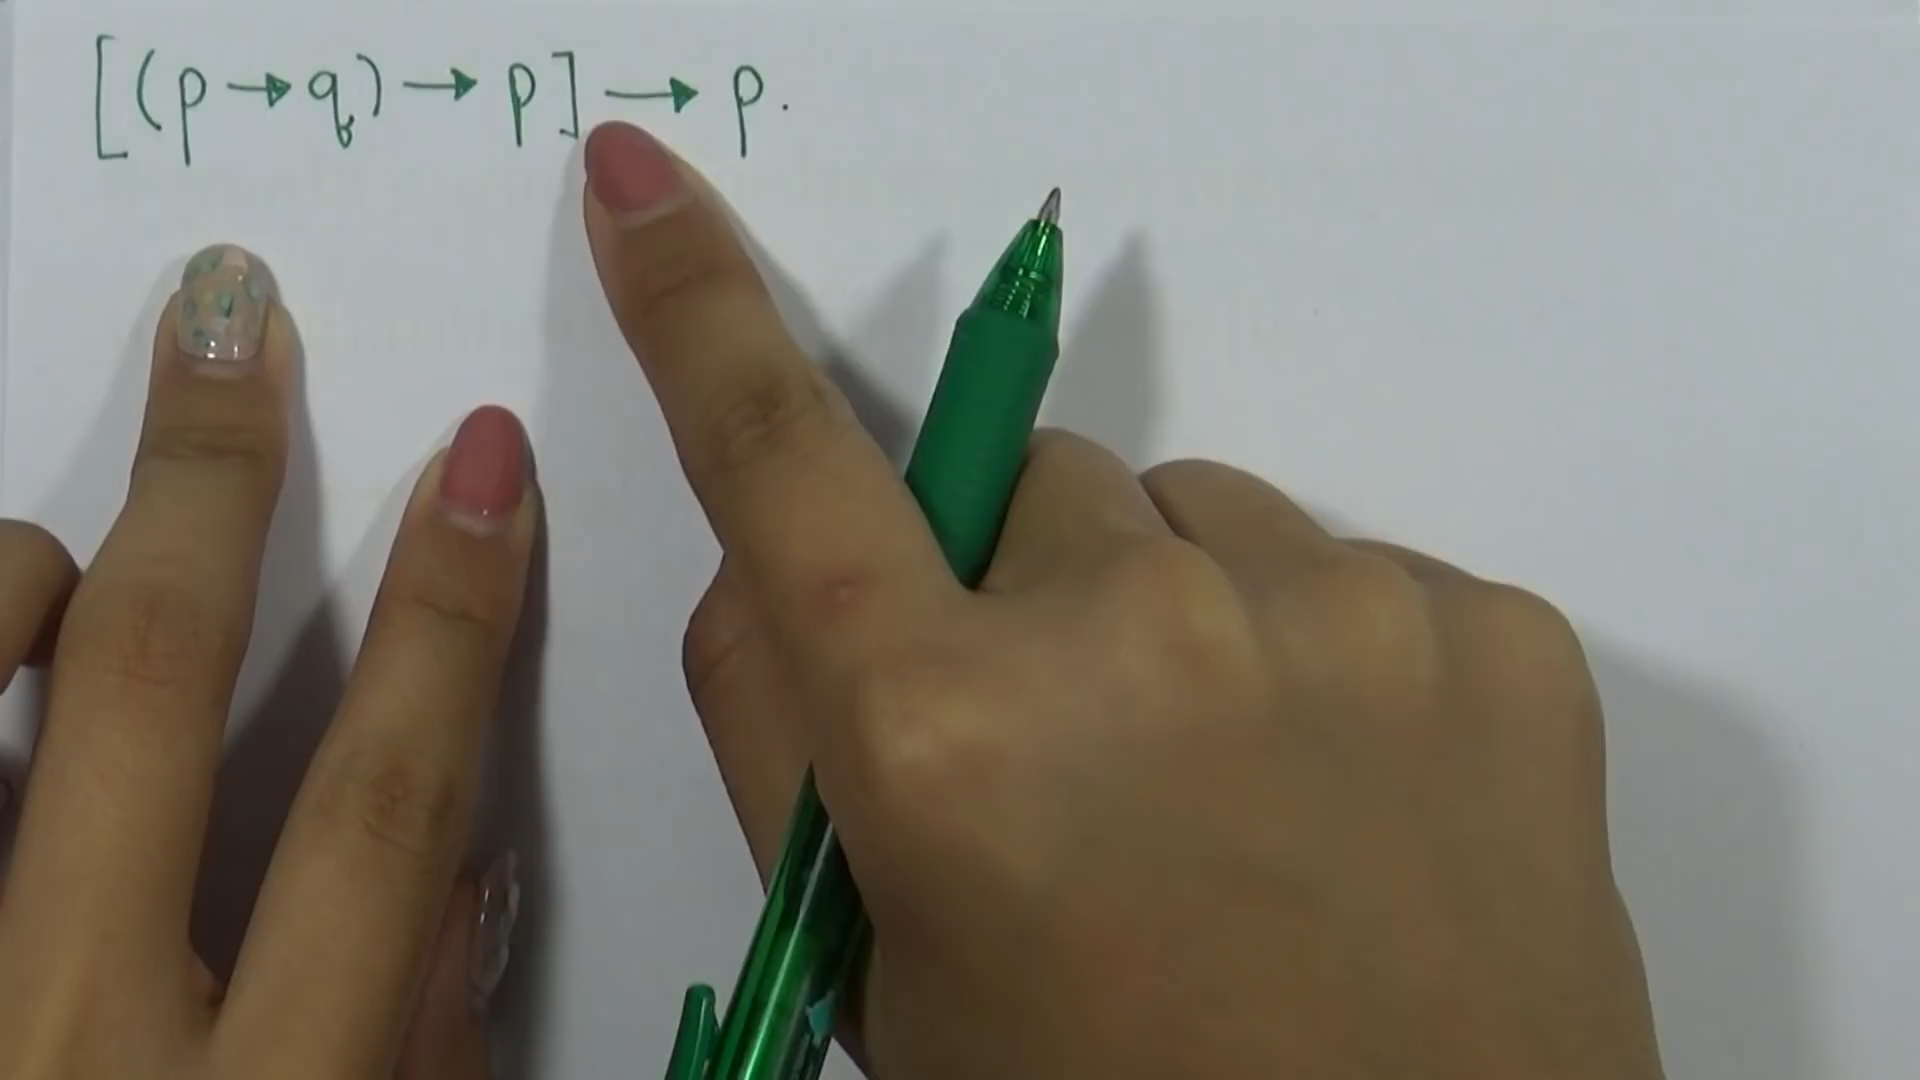 [(p → q) → p] → p.